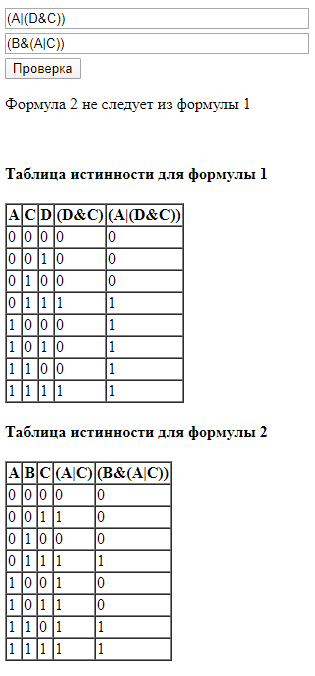 (A|(D&C))
(B&(A|C))
Проверка
Формула 2 не следует из формулы 1
Таблица истинности для формулы 1
A C D (D&C) (A|(D&C))
0 0 0 0 0
0 0 1 0 0
0 1 0 0 0
0 1 1 1 1
1 0 0 0 1
1 0 1 0 1
1 1 0 0 1
1 1 1 1 1
Таблица истинности для формулы 2
A B C (A|C) (B&(A|C))
0 0 0 0 0
0 0 1 1 0
0 1 0 0 0
0 1 1 1 1
1 0 0 1 0
1 0 1 1 0
1 1 0 1 1
1 1 1 1 1